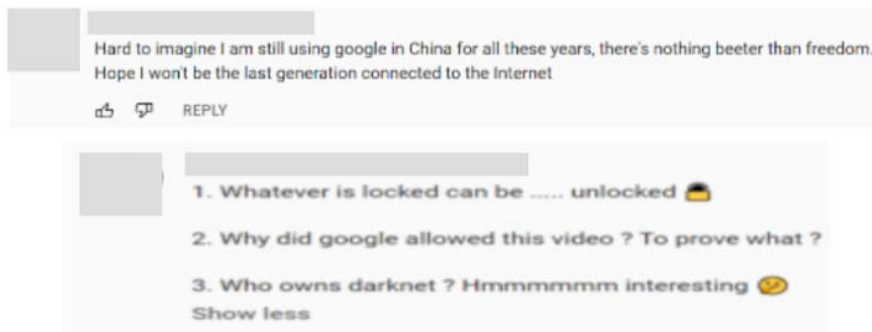 Hard to imagine I am still using google in China for all these years, there's nothing beeter than freedom.
Hope I won't be the last generation connected to the Internet
REPLY
1. Whatever is locked can be ..... unlocked
2. Why did google allowed this video ? To prove what ?
3. Who owns darknet ? Hmmmmmm interesting 🤔
Show less